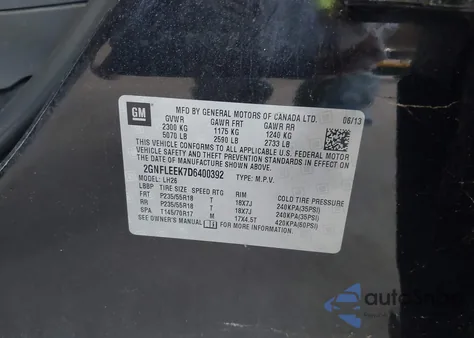 GM
MFD BY GENERAL MOTORS OF CANADA LTD.
06/13
GVWR GAWR FRT GAWR RR
2300 KG 1175 KG 1240 KG
5070 LB 2590 LB 2733 LB
THIS VEHICLE CONFORMS TO ALL APPLICABLE U.S. FEDERAL
MOTOR VEHICLE SAFETY, BUMPER, AND THEFT PREVENTION
STANDARDS IN EFFECT ON THE DATE OF MANUFACTURE SHOWN ABOVE.
2GNFLEEK7D6400392 TYPE: M.P.V.
MODEL: LH26
LBBP TIRE SIZE SPEED RTG RIM COLD TIRE PRESSURE
FRT P235/55R18 T 18X7J 240KPA(35PSI)
RR P235/55R18 T 18X7J 240KPA(35PSI)
SPA T145/70R17 M 17X4.5T 420KPA(60PSI)
SEE OWNER'S MANUAL FOR ADDITIONAL INFORMATION.